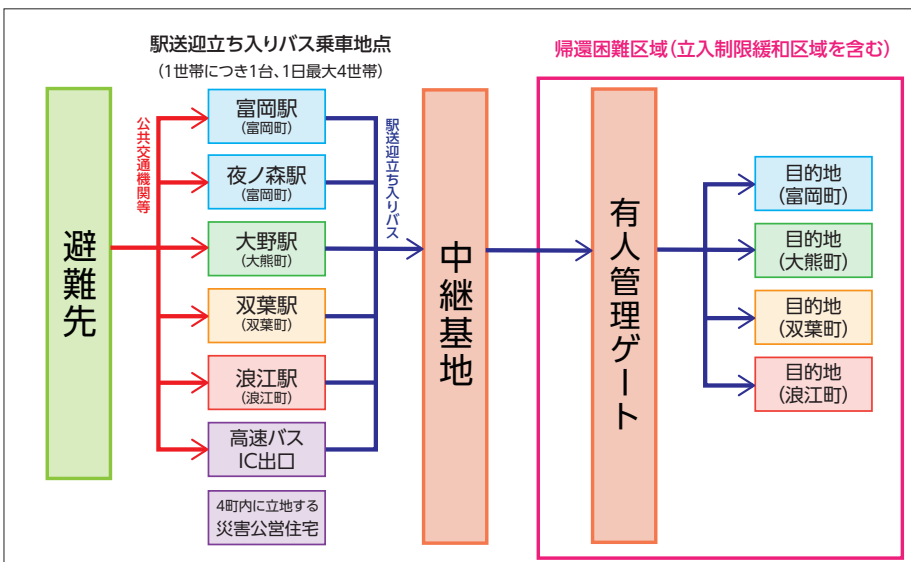 駅送迎立ち入りバス乗車地点
(1世帯につき1台、1日最大4世帯)
帰還困難区域(立入制限緩和区域を含む)
避難先
公共交通機関等
富岡駅
(富岡町)
夜ノ森駅
(富岡町)
大野駅
(大熊町)
双葉駅
(双葉町)
浪江駅
(浪江町)
高速バス
IC出口
4町内に立地する
災害公営住宅
駅送迎立ち入りバス
中継基地
有人管理ゲート
目的地
(富岡町)
目的地
(大熊町)
目的地
(双葉町)
目的地
(浪江町)